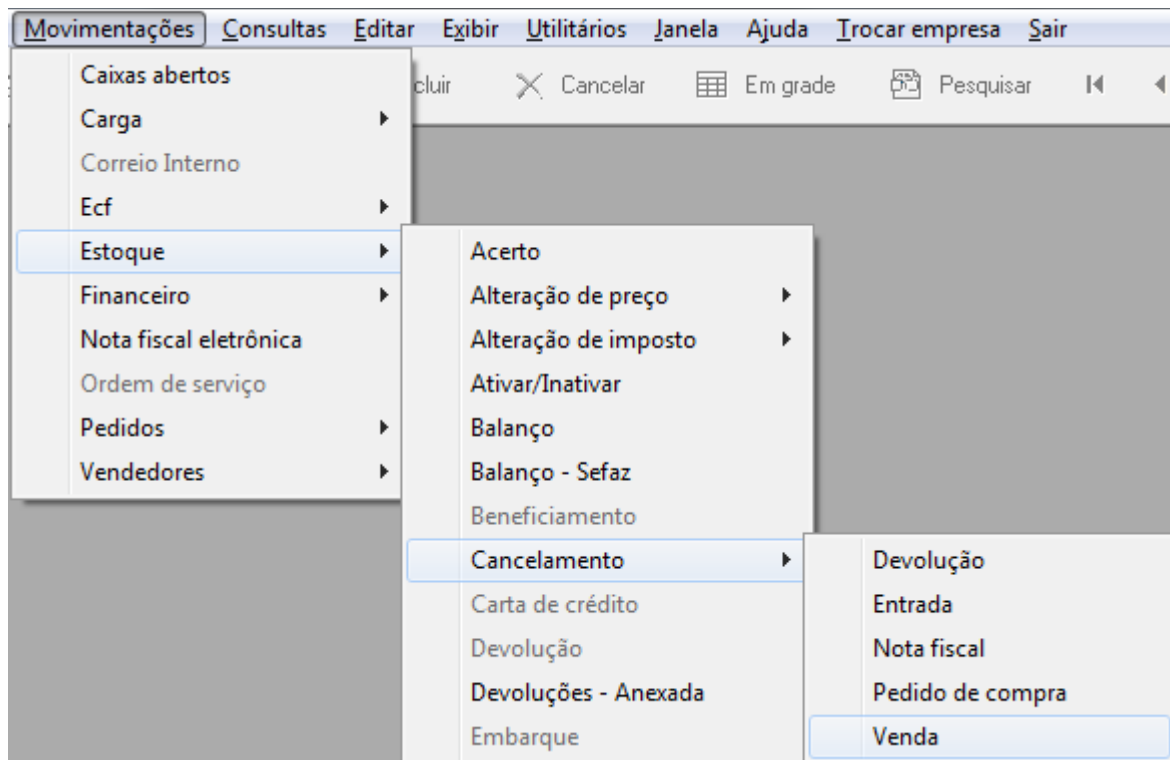 Movimentações Consultas Editar Exibir Utilitários Janela Ajuda Trocar empresa Sair
cluir Cancelar Em grade Pesquisar
Caixas abertos
Carga
Correio Interno
Ecf
Estoque
Financeiro
Nota fiscal eletrônica
Ordem de serviço
Pedidos
Vendedores
Acerto
Alteração de preço
Alteração de imposto
Ativar/Inativar
Balanço
Balanço - Sefaz
Beneficiamento
Cancelamento
Carta de crédito
Devolução
Devoluções - Anexada
Embarque
Devolução
Entrada
Nota fiscal
Pedido de compra
Venda